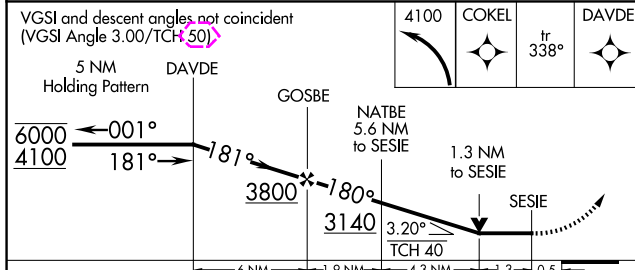 VGSI and descent angles not coincident
(VGSI Angle 3.00/TCH 50)
4100
COKEL
tr
338°
DAVDE
5 NM
Holding Pattern
DAVDE
GOSBE
NATBE
5.6 NM
to SESIE
1.3 NM
to SESIE
SESIE
6000
4100
001°
181°
181°
3800
180°
3140
3.20°
TCH 40
6 NM
1.9 NM
4.3 NM
1.3
0.5